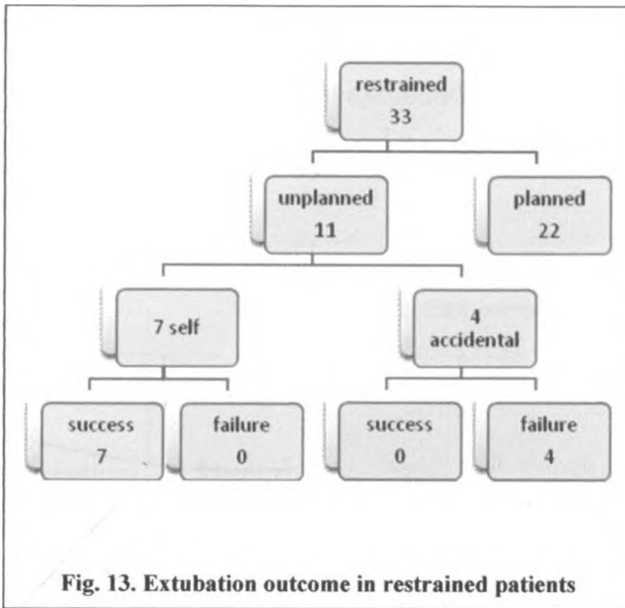 restrained
33
unplanned
11
planned
22
7 self
4
accidental
success
7
failure
0
success
0
failure
4
Fig. 13. Extubation outcome in restrained patients